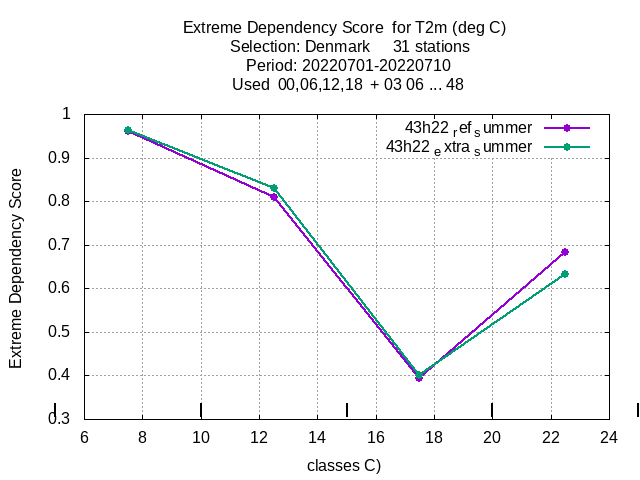 Extreme Dependency Score  for T2m (deg C)
Selection: Denmark     31 stations
Period: 20220701-20220710
Used  00,06,12,18  + 03 06 ... 48
43h22 ref summer
43h22 extra summer
Extreme Dependency Score
1
0.9
0.8
0.7
0.6
0.5
0.4
0.3
6 8 10 12 14 16 18 20 22 24
classes C)